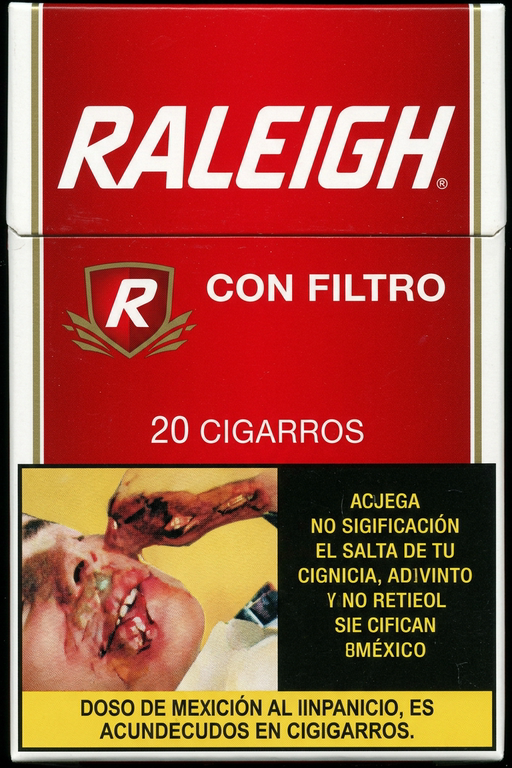 RALEIGH®
R
CON FILTRO
20 CIGARROS
ACJEGA
NO SIGIFICACIÓN
EL SALTA DE TU
CIGNICIA, ADIVINTO
Y NO RETIEOL
SIE CIFICAN
8MÉXICO
DOSO DE MEXICIÓN AL IINPANICIO, ES
ACUNDECUDOS EN CIGIGARROS.